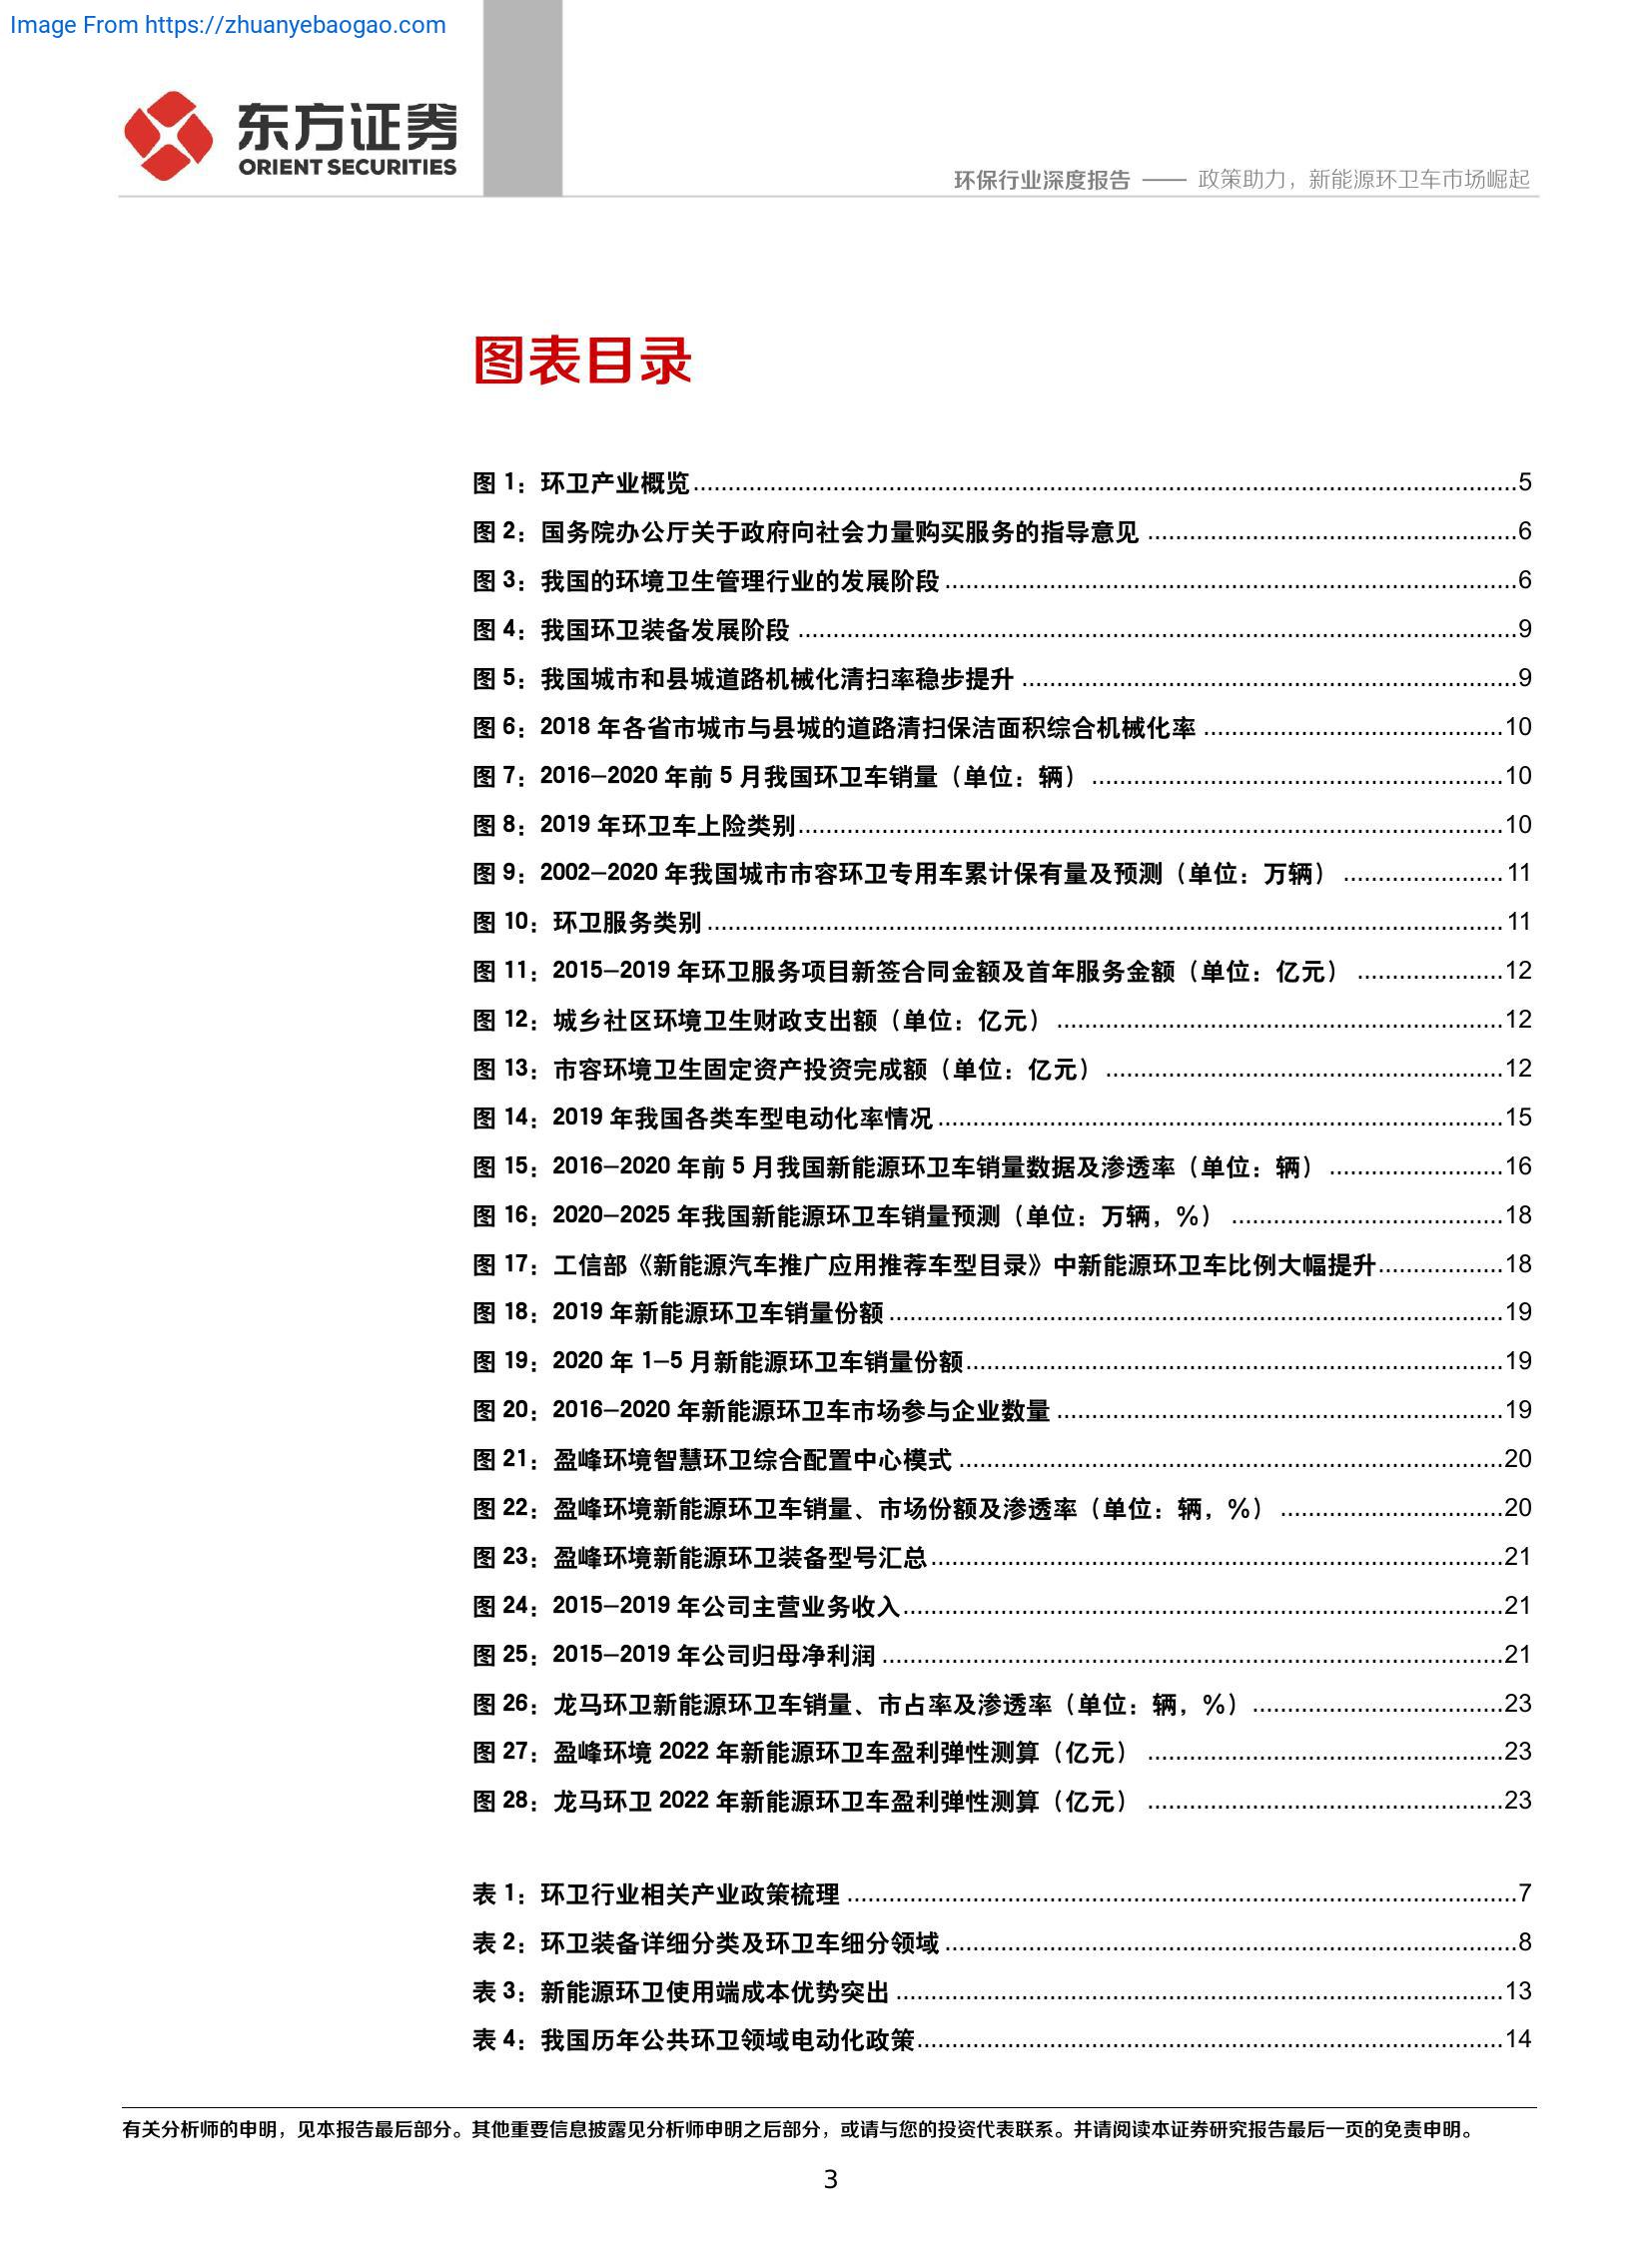 Image From https://zhuanyebaogao.com
东方证券
ORIENT SECURITIES
环保行业深度报告 —— 政策助力，新能源环卫车市场崛起
图表目录
图 1：环卫产业概览....................5
图 2：国务院办公厅关于政府向社会力量购买服务的指导意见....................6
图 3：我国的环境卫生管理行业的发展阶段....................6
图 4：我国环卫装备发展阶段....................9
图 5：我国城市和县城道路机械化清扫率稳步提升....................9
图 6：2018 年各省市城市与县城的道路清扫保洁面积综合机械化率....................10
图 7：2016–2020 年前 5 月我国环卫车销量（单位：辆）....................10
图 8：2019 年环卫车上险类别....................10
图 9：2002–2020 年我国城市市容环卫专用车累计保有量及预测（单位：万辆）....................11
图 10：环卫服务类别....................11
图 11：2015–2019 年环卫服务项目新签合同金额及首年服务金额（单位：亿元）....................12
图 12：城乡社区环境卫生财政支出额（单位：亿元）....................12
图 13：市容环境卫生固定资产投资完成额（单位：亿元）....................12
图 14：2019 年我国各类车型电动化率情况....................15
图 15：2016–2020 年前 5 月我国新能源环卫车销量数据及渗透率（单位：辆）....................16
图 16：2020–2025 年我国新能源环卫车销量预测（单位：万辆，%）....................18
图 17：工信部《新能源汽车推广应用推荐车型目录》中新能源环卫车比例大幅提升....................18
图 18：2019 年新能源环卫车销量份额....................19
图 19：2020 年 1–5 月新能源环卫车销量份额....................19
图 20：2016–2020 年新能源环卫车市场参与企业数量....................19
图 21：盈峰环境智慧环卫综合配置中心模式....................20
图 22：盈峰环境新能源环卫车销量、市场份额及渗透率（单位：辆，%）....................20
图 23：盈峰环境新能源环卫装备型号汇总....................21
图 24：2015–2019 年公司主营业务收入....................21
图 25：2015–2019 年公司归母净利润....................21
图 26：龙马环卫新能源环卫车销量、市占率及渗透率（单位：辆，%）....................23
图 27：盈峰环境 2022 年新能源环卫车盈利弹性测算（亿元）....................23
图 28：龙马环卫 2022 年新能源环卫车盈利弹性测算（亿元）....................23
表 1：环卫行业相关产业政策梳理....................7
表 2：环卫装备详细分类及环卫车细分领域....................8
表 3：新能源环卫使用端成本优势突出....................13
表 4：我国历年公共环卫领域电动化政策....................14
有关分析师的申明，见本报告最后部分。其他重要信息披露见分析师申明之后部分，或请与您的投资代表联系。并请阅读本证券研究报告最后一页的免责申明。
3